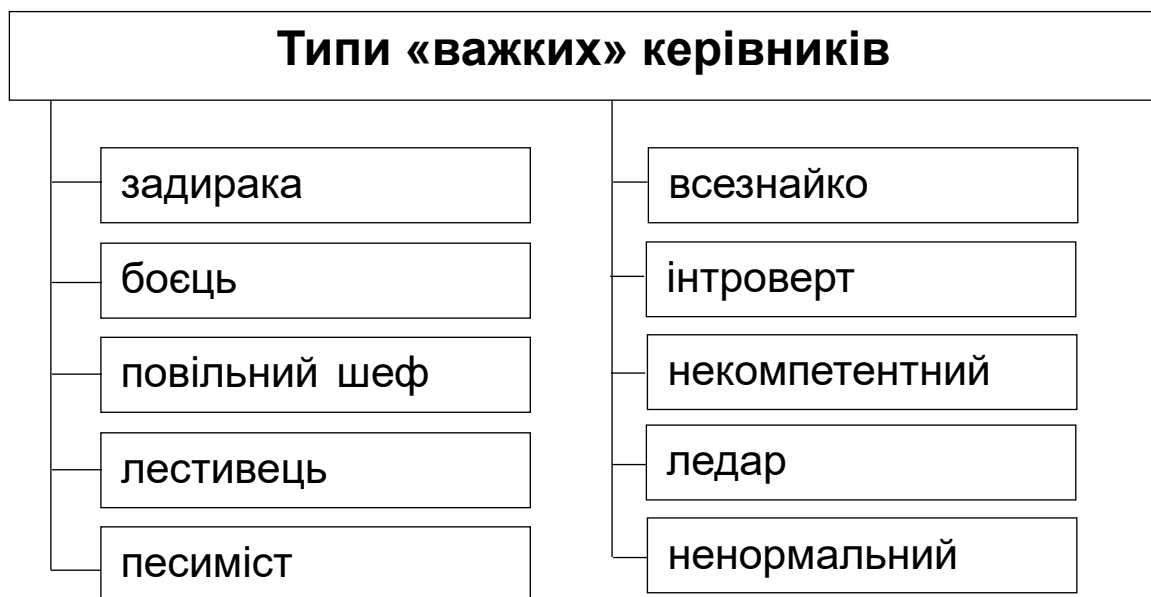 Типи «важких» керівників
задирака
боєць
повільний шеф
лестивець
песиміст
всезнайко
інтроверт
некомпетентний
ледар
ненормальний